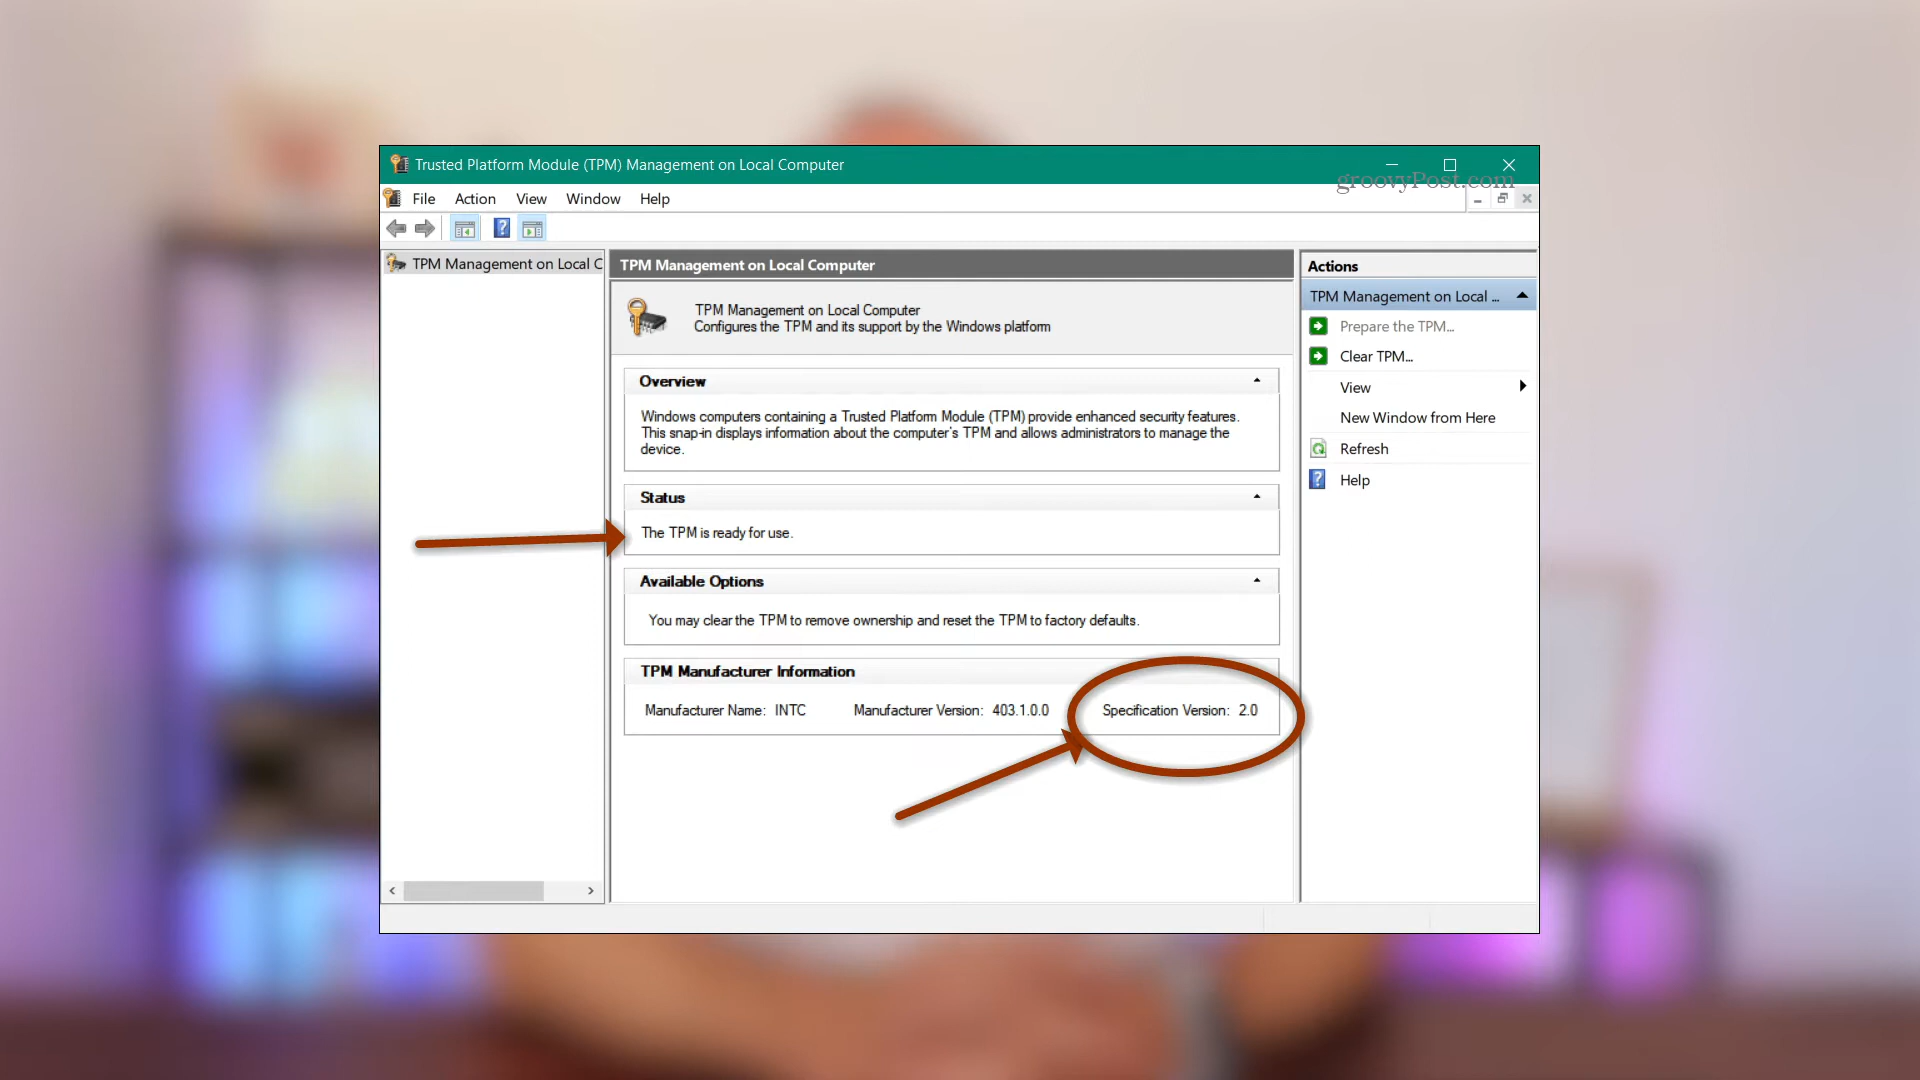 Trusted Platform Module (TPM) Management on Local Computer
groovyPost.com
File Action View Window Help
TPM Management on Local C
TPM Management on Local Computer
TPM Management on Local Computer
Configures the TPM and its support by the Windows platform
Overview
Windows computers containing a Trusted Platform Module (TPM) provide enhanced security features.
This snap-in displays information about the computer's TPM and allows administrators to manage the
device.
Status
The TPM is ready for use.
Available Options
You may clear the TPM to remove ownership and reset the TPM to factory defaults.
TPM Manufacturer Information
Manufacturer Name: INTC Manufacturer Version: 403.1.0.0 Specification Version: 2.0
Actions
TPM Management on Local ...
Prepare the TPM...
Clear TPM...
View
New Window from Here
Refresh
Help